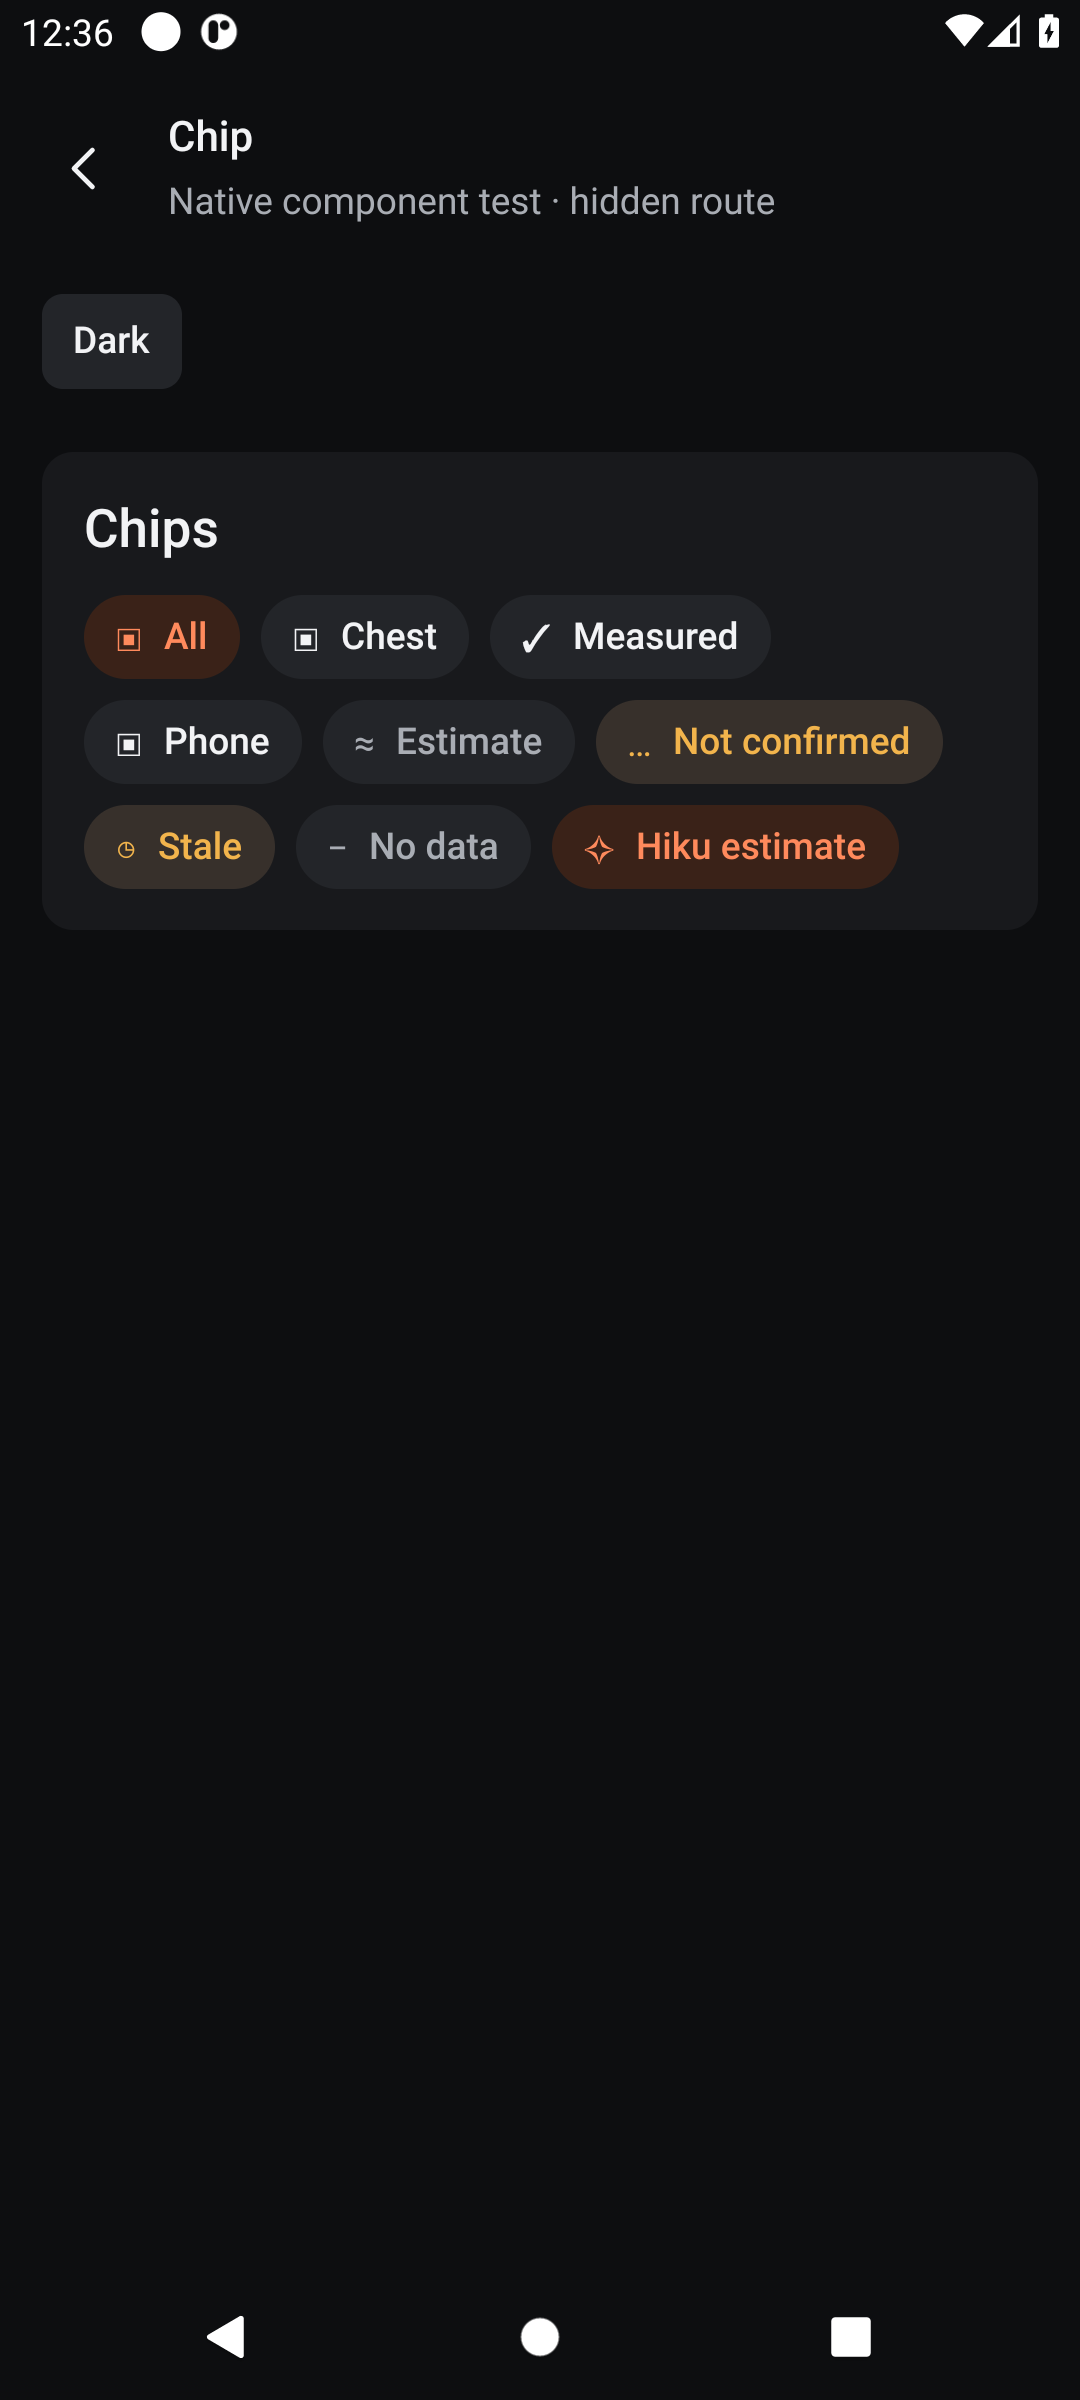 12:36
Chip
Native component test · hidden route
Dark
Chips
▣ All ▣ Chest ✓ Measured
▣ Phone ≈ Estimate … Not confirmed
◷ Stale – No data ✧ Hiku estimate